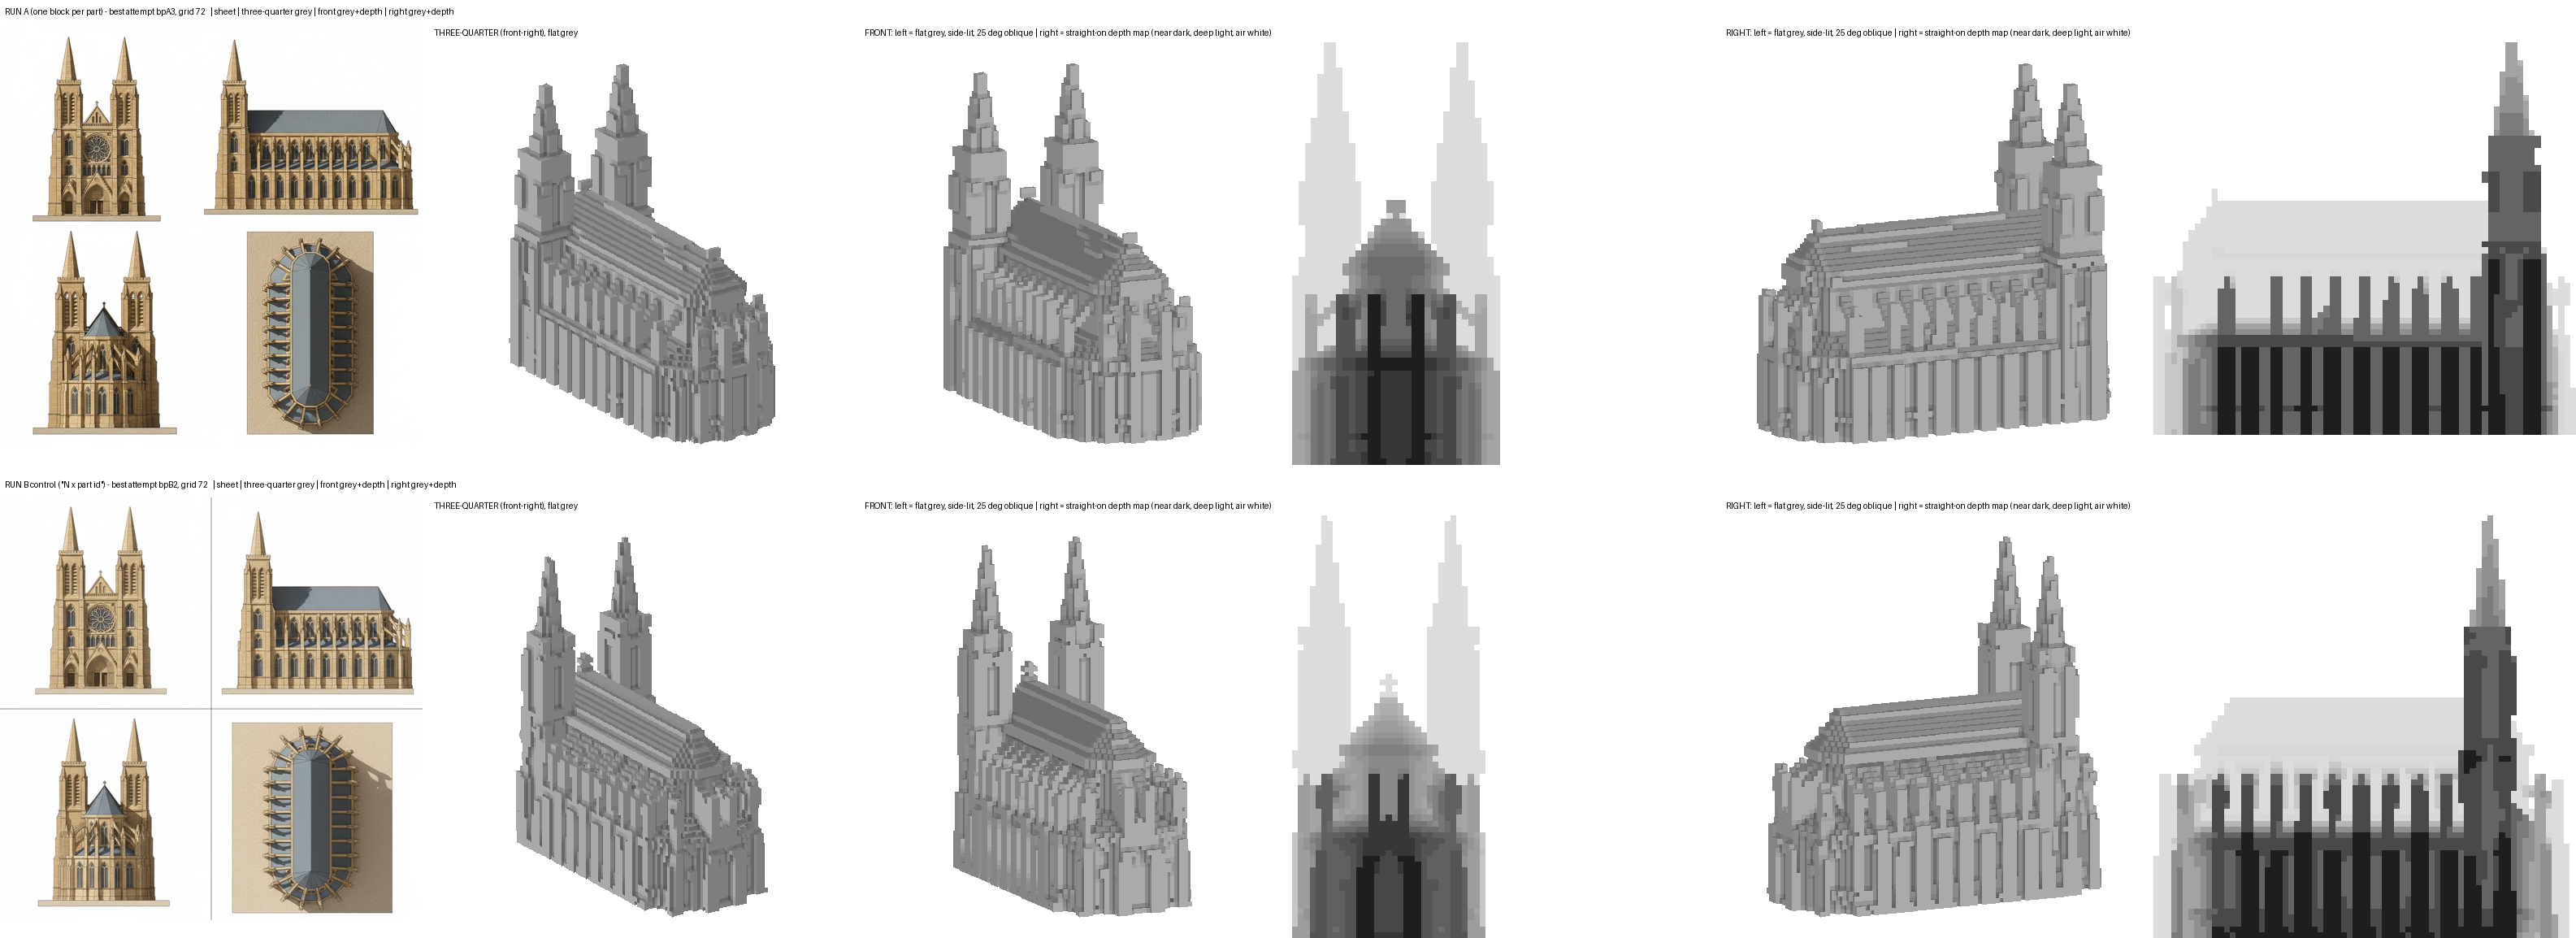 RUN A (one block per part) - best attempt bpA3, grid 72 | sheet | three-quarter grey | front grey+depth | right grey+depth
THREE-QUARTER (front-right), flat grey
FRONT: left = flat grey, side-lit, 25 deg oblique | right = straight-on depth map (near dark, deep light, air white)
RIGHT: left = flat grey, side-lit, 25 deg oblique | right = straight-on depth map (near dark, deep light, air white)
RUN B control ("N x part id") - best attempt bpB2, grid 72 | sheet | three-quarter grey | front grey+depth | right grey+depth
THREE-QUARTER (front-right), flat grey
FRONT: left = flat grey, side-lit, 25 deg oblique | right = straight-on depth map (near dark, deep light, air white)
RIGHT: left = flat grey, side-lit, 25 deg oblique | right = straight-on depth map (near dark, deep light, air white)